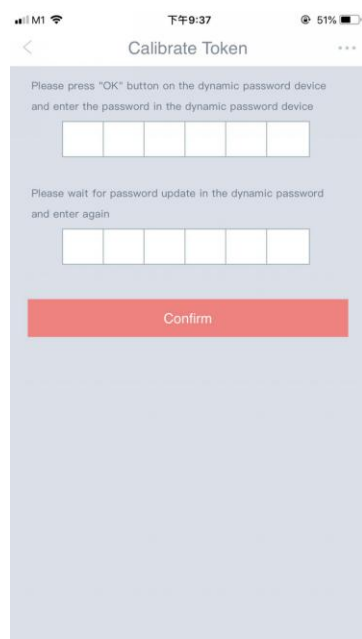 M1 下午9:37 51%
Calibrate Token
Please press "OK" button on the dynamic password device
and enter the password in the dynamic password device
Please wait for password update in the dynamic password
and enter again
Confirm